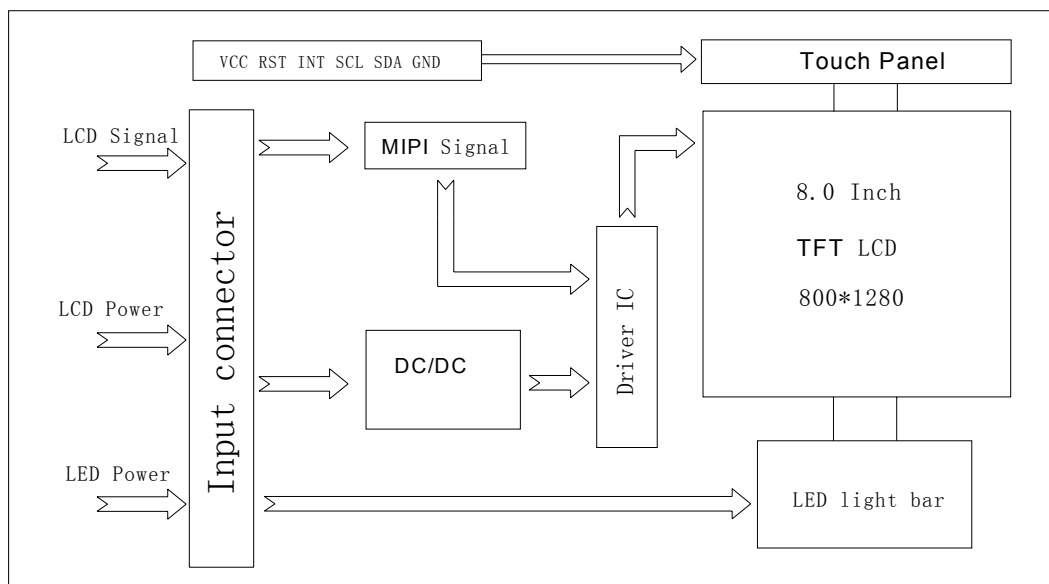 VCC RST INT SCL SDA GND
Touch Panel
LCD Signal
MIPI Signal
8.0 Inch
TFT LCD
800*1280
Input connector
Driver IC
LCD Power
DC/DC
LED Power
LED light bar